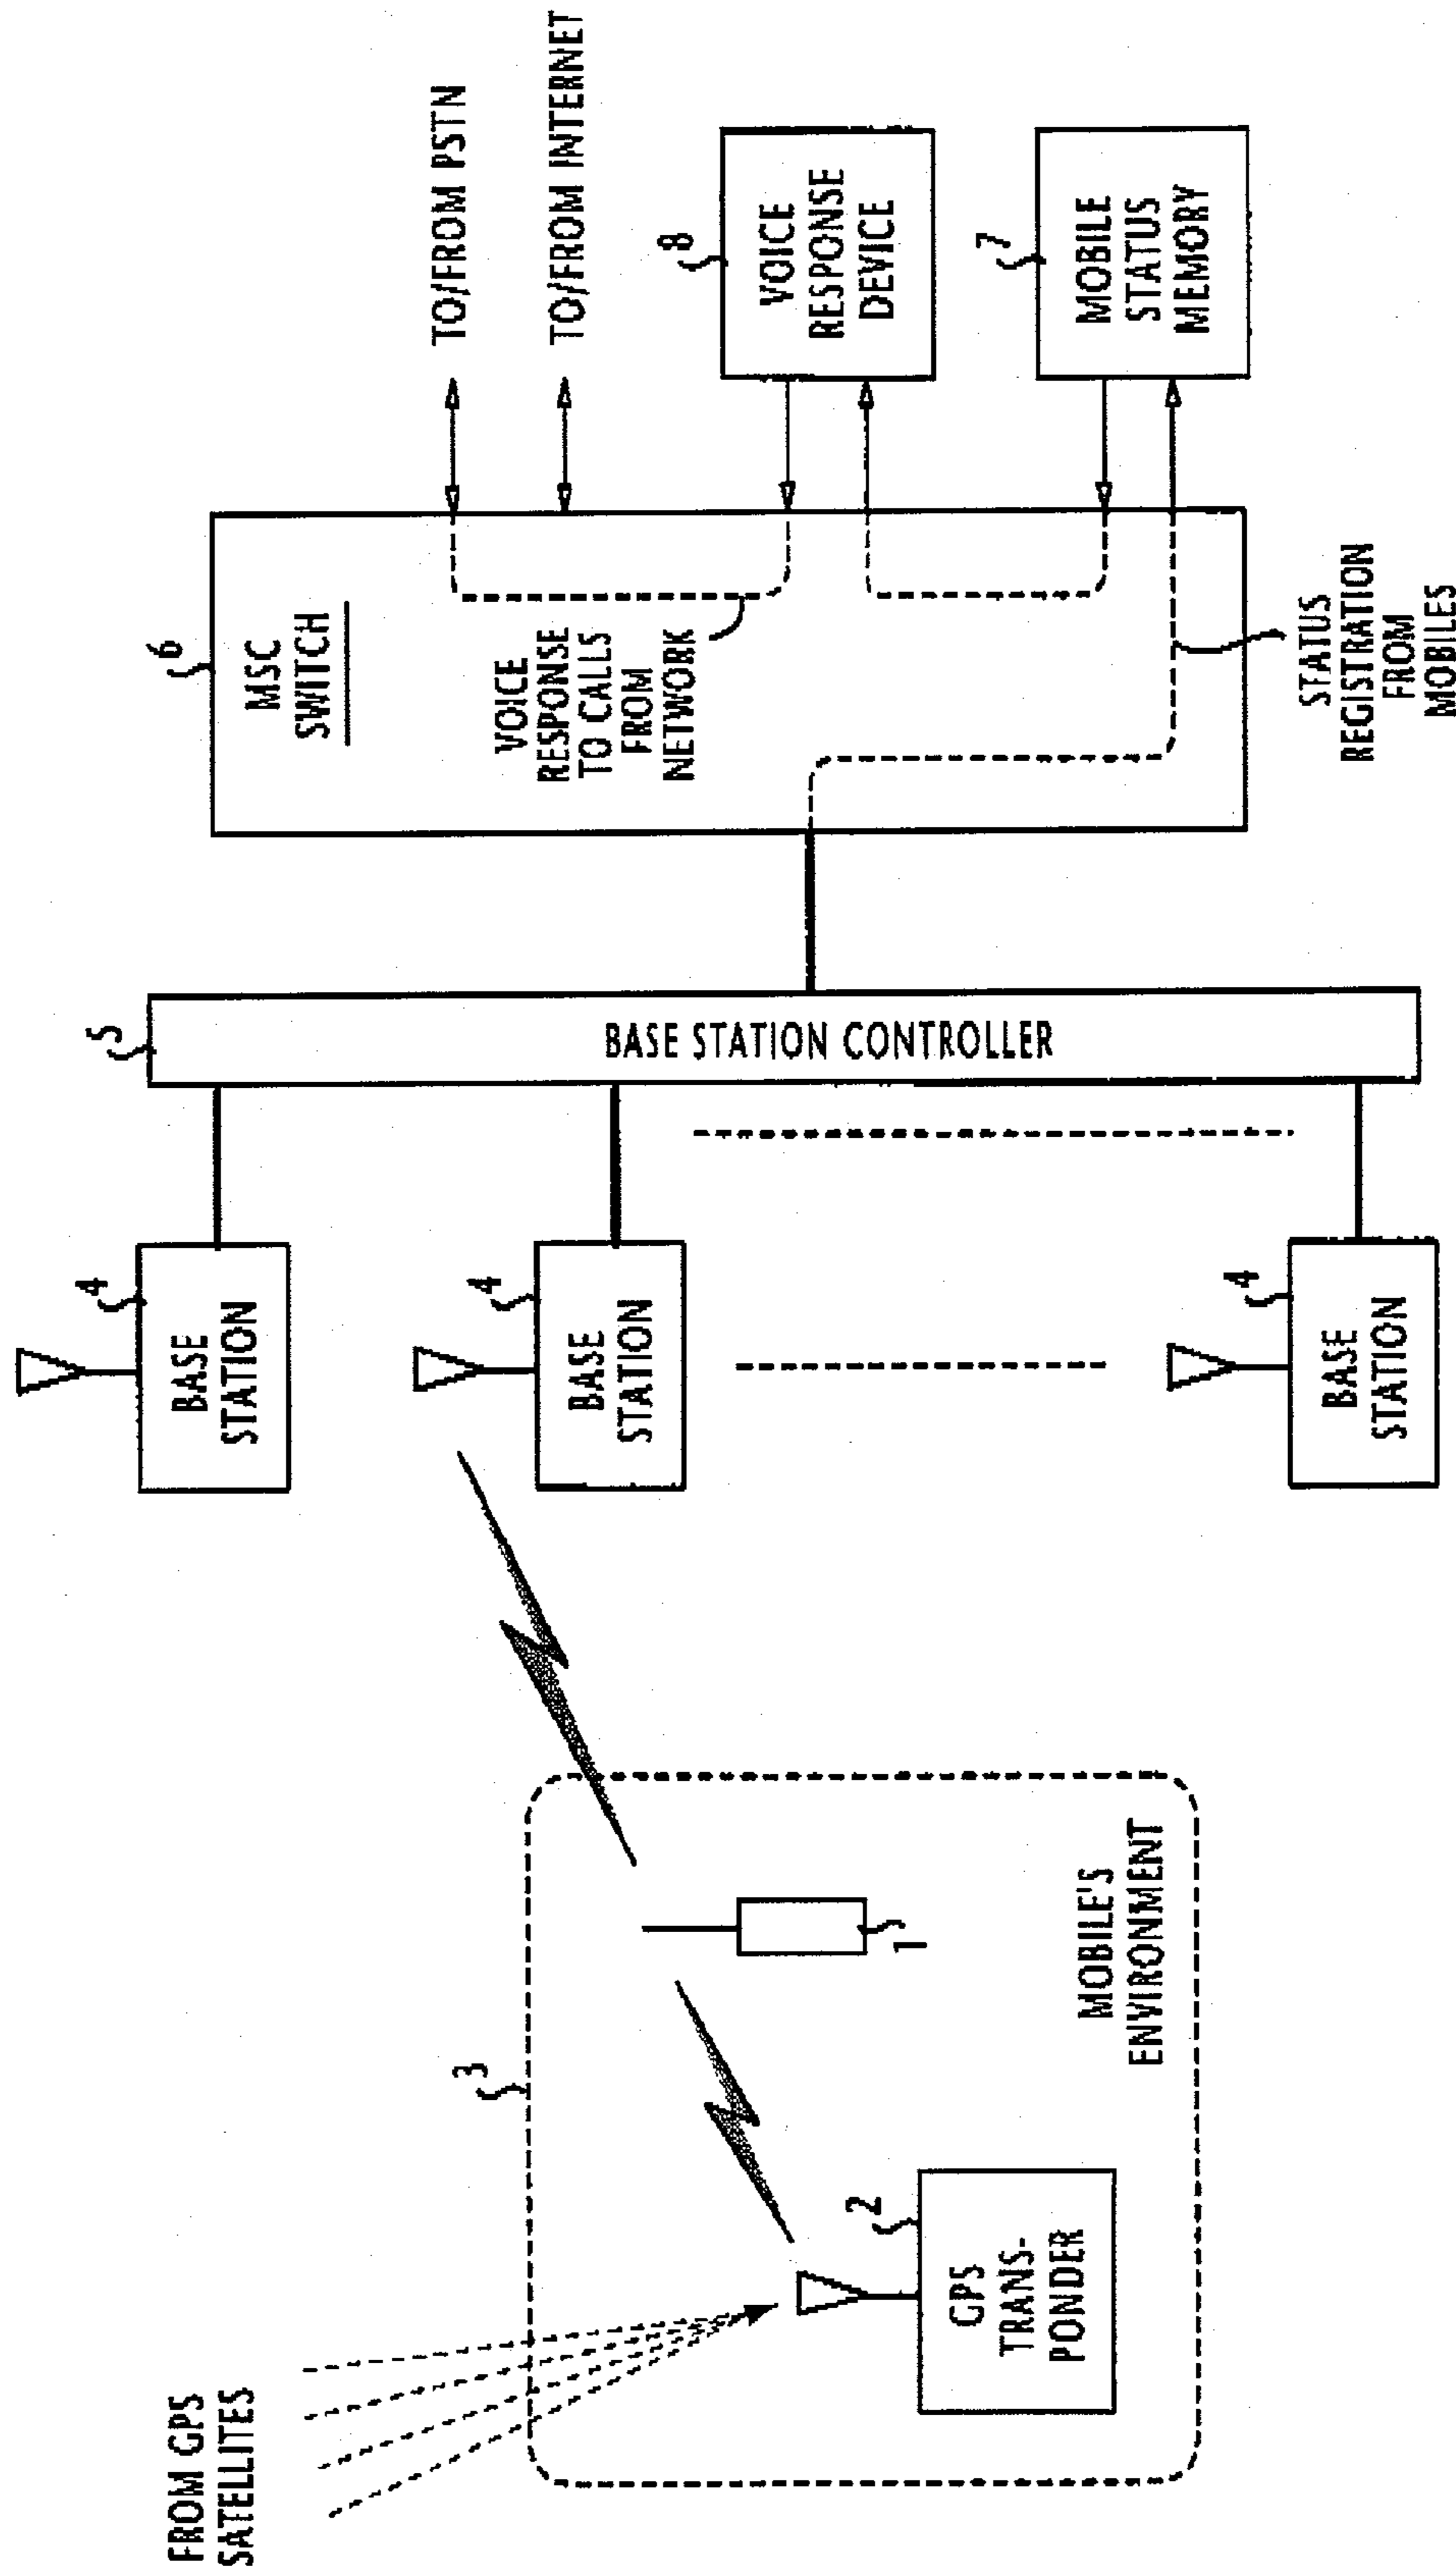 FROM GPS
SATELLITES
3
2
GPS
TRANS-
PONDER
1
MOBILE'S
ENVIRONMENT
4
BASE
STATION
4
BASE
STATION
4
BASE
STATION
5
BASE STATION CONTROLLER
6
MSC
SWITCH
VOICE
RESPONSE
TO CALLS
FROM
NETWORK
STATUS
REGISTRATION
FROM
MOBILES
TO/FROM PSTN
TO/FROM INTERNET
8
VOICE
RESPONSE
DEVICE
7
MOBILE
STATUS
MEMORY